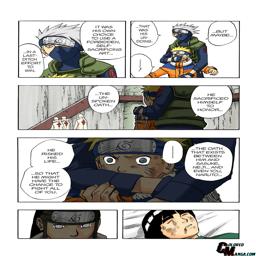 ...BUT
MAYBE...
THAT
WAS
HIS
UN-
DOING.
IT WAS
HIS OWN
CHOICE
TO USE A
FORBIDDEN,
SELF-
SACRIFICING
ART...
...IN A
LAST-
DITCH
EFFORT
TO
WIN.
HE
SACRIFICED
HIMSELF
TO
HONOR...
...THE
UN-
SPOKEN
OATH...
THE OATH
THAT EXISTS
BETWEEN HIM
AND SASUKE,
NEJI... AND
EVEN YOU,
NARUTO...
HE
RISKED
HIS
LIFE...
...SO THAT
HE MIGHT
HAVE THE
CHANCE TO
FIGHT ALL
OF YOU.
COLORED
MANGA.COM